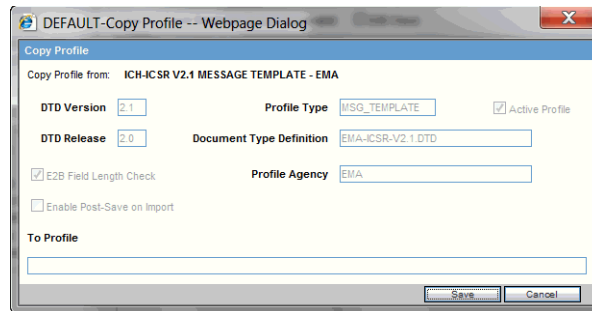 DEFAULT-Copy Profile -- Webpage Dialog
Copy Profile
Copy Profile from: ICH-ICSR V2.1 MESSAGE TEMPLATE - EMA
DTD Version 2.1 Profile Type MSG_TEMPLATE Active Profile
DTD Release 2.0 Document Type Definition EMA-ICSR-V2.1.DTD
E2B Field Length Check Profile Agency EMA
Enable Post-Save on Import
To Profile
Save Cancel